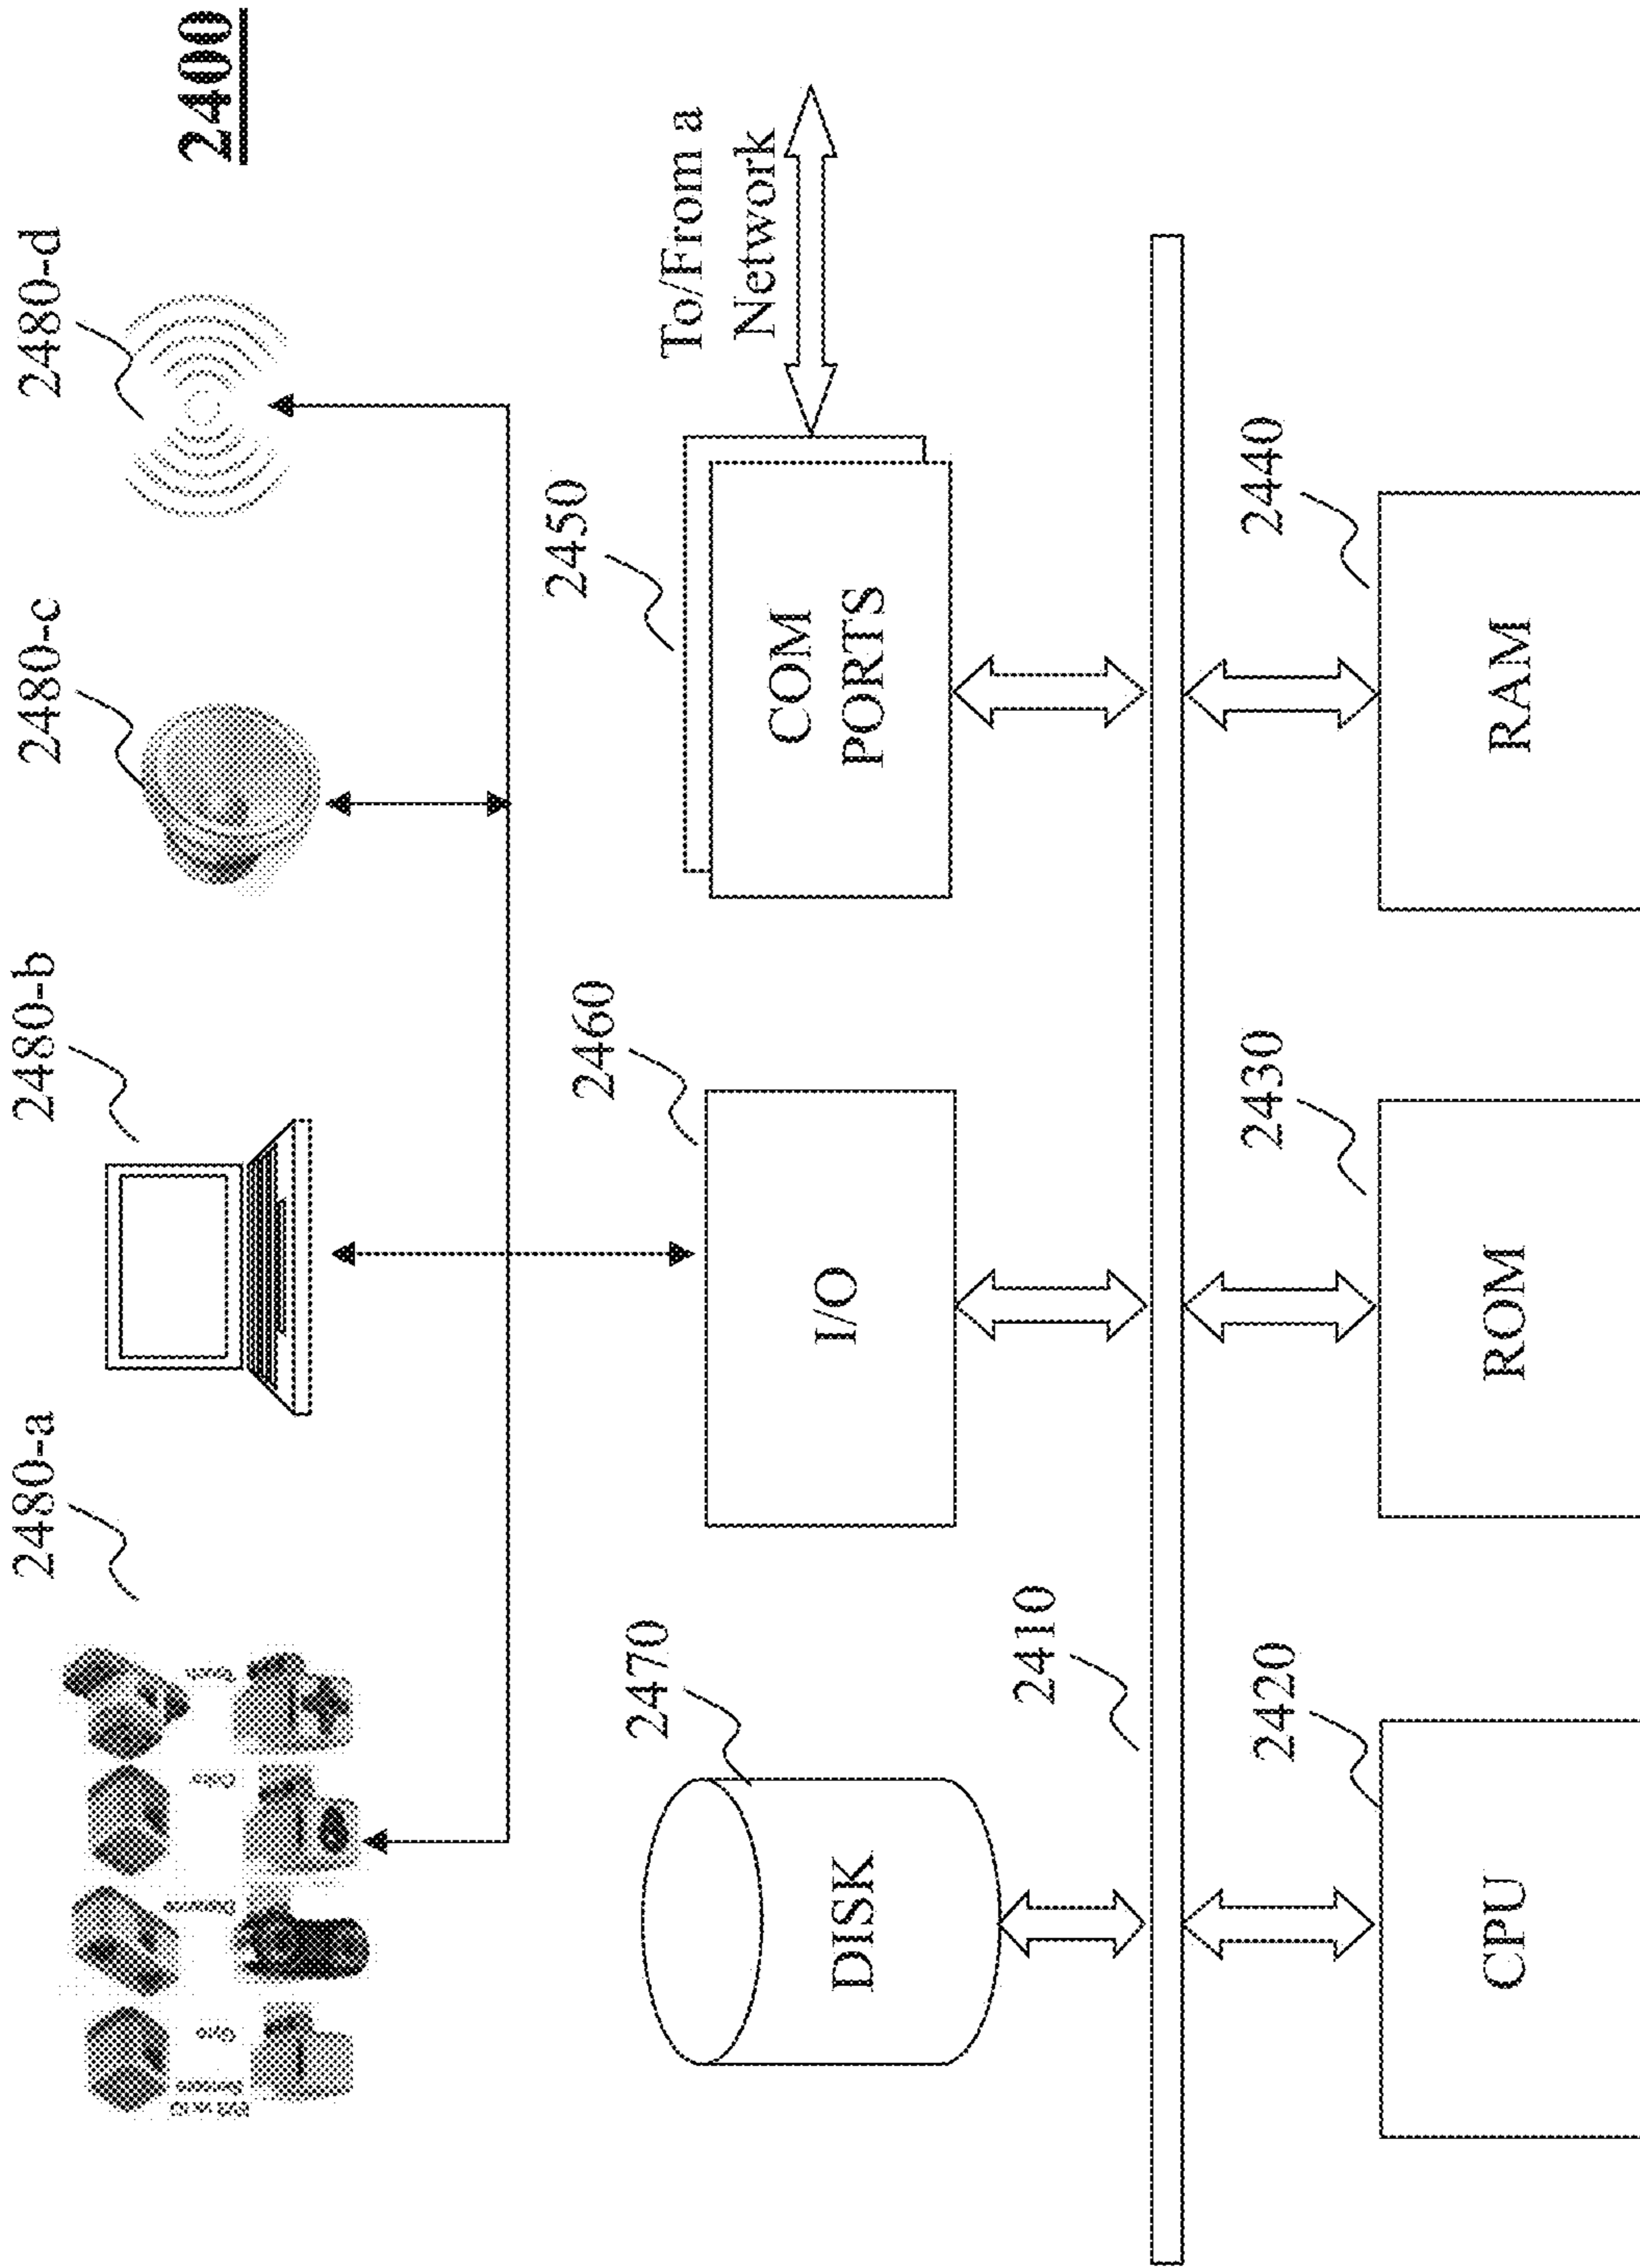 2400
2480-a
2480-b
2480-c
2480-d
2470
DISK
2460
I/O
2450
COM
PORTS
To/From a
Network
2410
2420
CPU
2430
ROM
2440
RAM